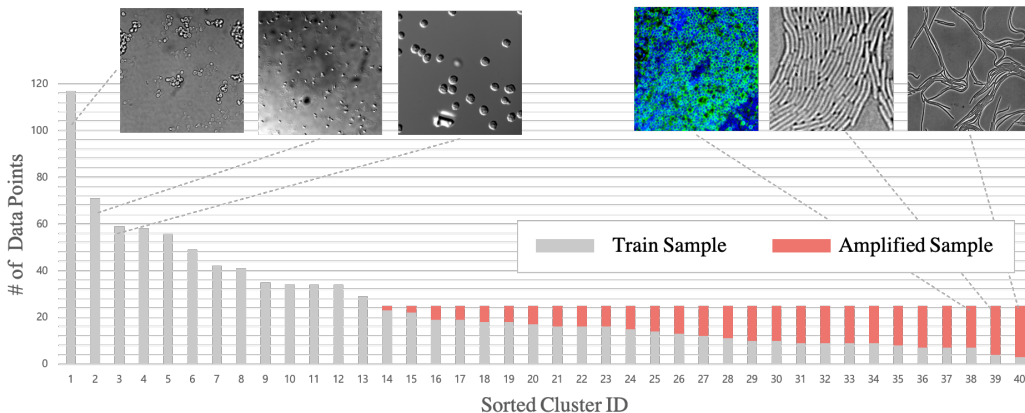 120
100
80
60
40
20
0
# of Data Points
Train Sample
Amplified Sample
1 2 3 4 5 6 7 8 9 10 11 12 13 14 15 16 17 18 19 20 21 22 23 24 25 26 27 28 29 30 31 32 33 34 35 36 37 38 39 40
Sorted Cluster ID